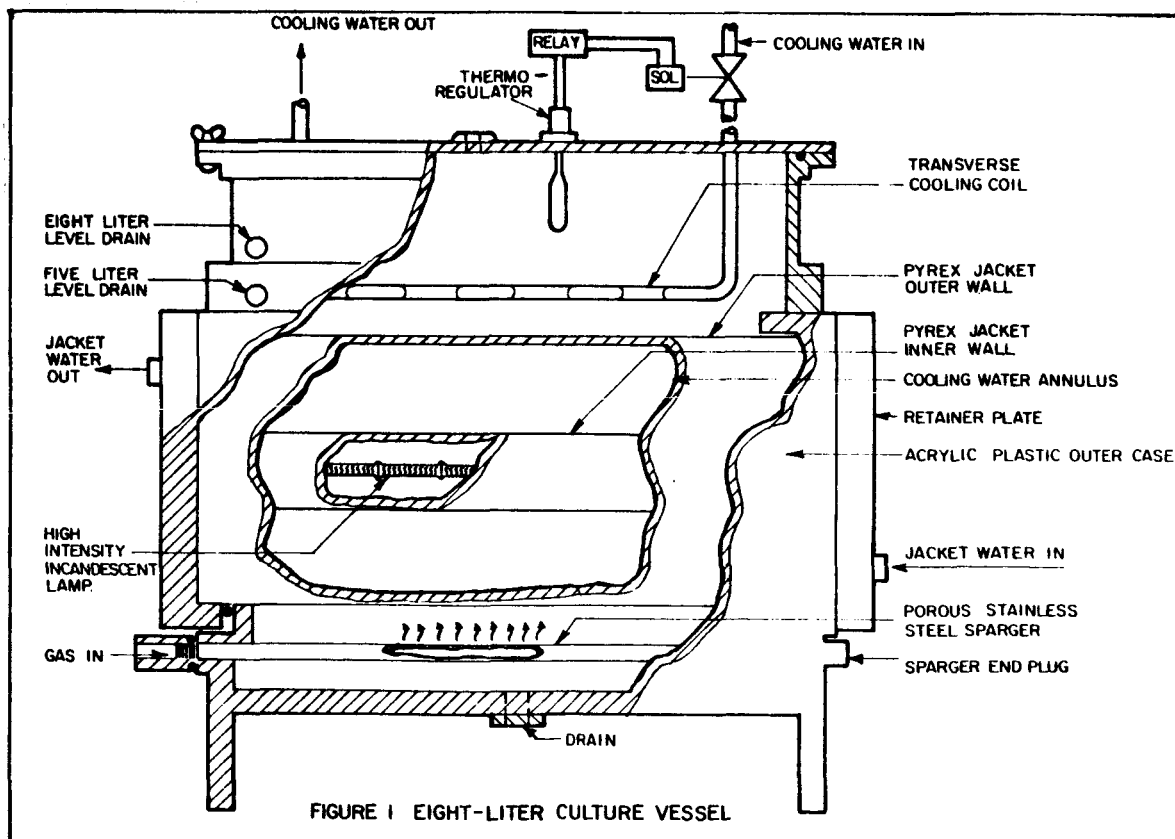 COOLING WATER OUT
RELAY
COOLING WATER IN
THERMO
REGULATOR
SOL
TRANSVERSE
COOLING COIL
EIGHT LITER
LEVEL DRAIN
FIVE LITER
LEVEL DRAIN
PYREX JACKET
OUTER WALL
JACKET
WATER
OUT
PYREX JACKET
INNER WALL
COOLING WATER ANNULUS
RETAINER PLATE
ACRYLIC PLASTIC OUTER CASE
HIGH
INTENSITY
INCANDESCENT
LAMP
JACKET WATER IN
POROUS STAINLESS
STEEL SPARGER
GAS IN
SPARGER END PLUG
DRAIN
FIGURE I EIGHT-LITER CULTURE VESSEL